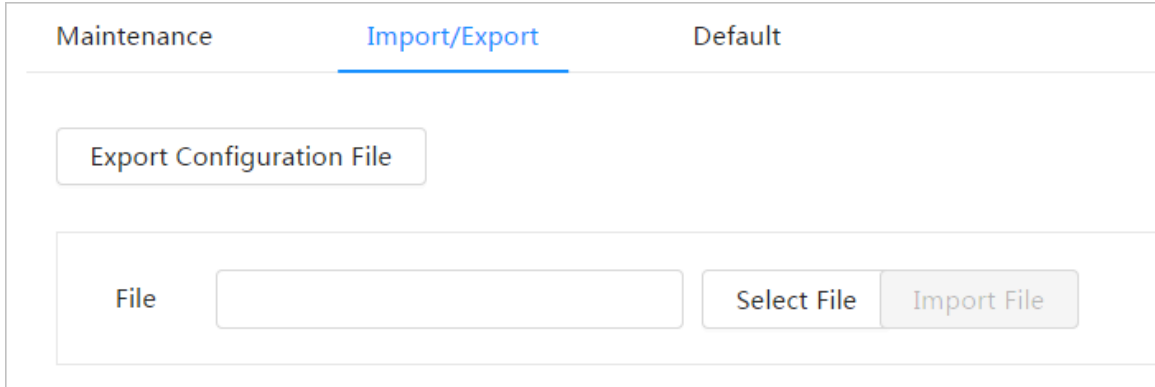 Maintenance Import/Export Default
Export Configuration File
File Select File Import File